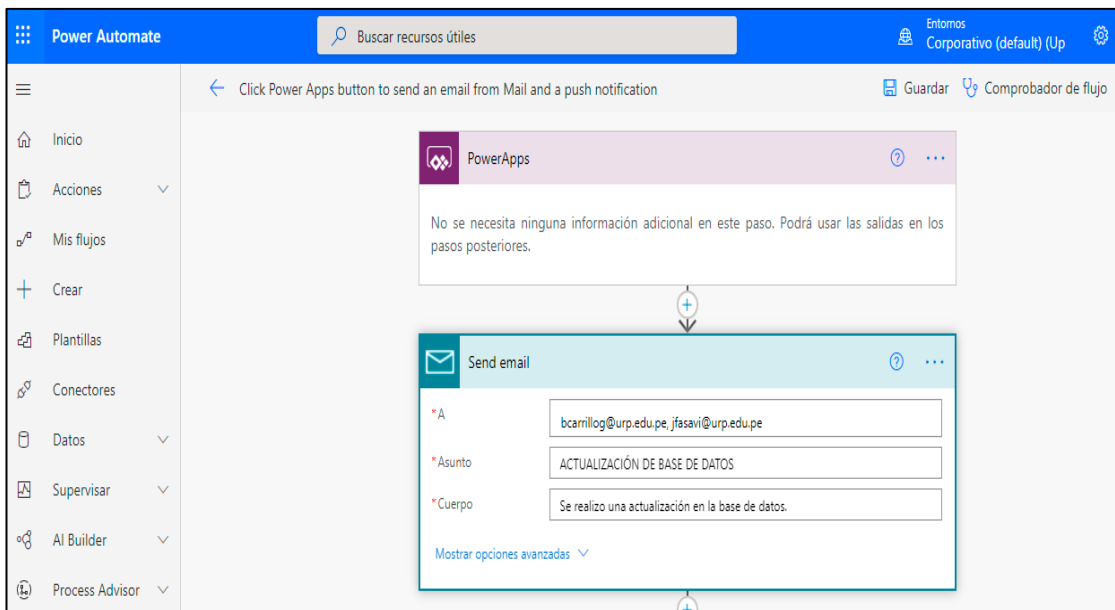 Power Automate
Buscar recursos útiles
Entornos
Corporativo (default) (Up
Click Power Apps button to send an email from Mail and a push notification
Guardar
Comprobador de flujo
Inicio
Acciones
Mis flujos
Crear
Plantillas
Conectores
Datos
Supervisar
AI Builder
Process Advisor
PowerApps
No se necesita ninguna información adicional en este paso. Podrá usar las salidas en los
pasos posteriores.
Send email
*A
bcarrillog@urp.edu.pe, jfasavi@urp.edu.pe
*Asunto
ACTUALIZACIÓN DE BASE DE DATOS
*Cuerpo
Se realizo una actualización en la base de datos.
Mostrar opciones avanzadas